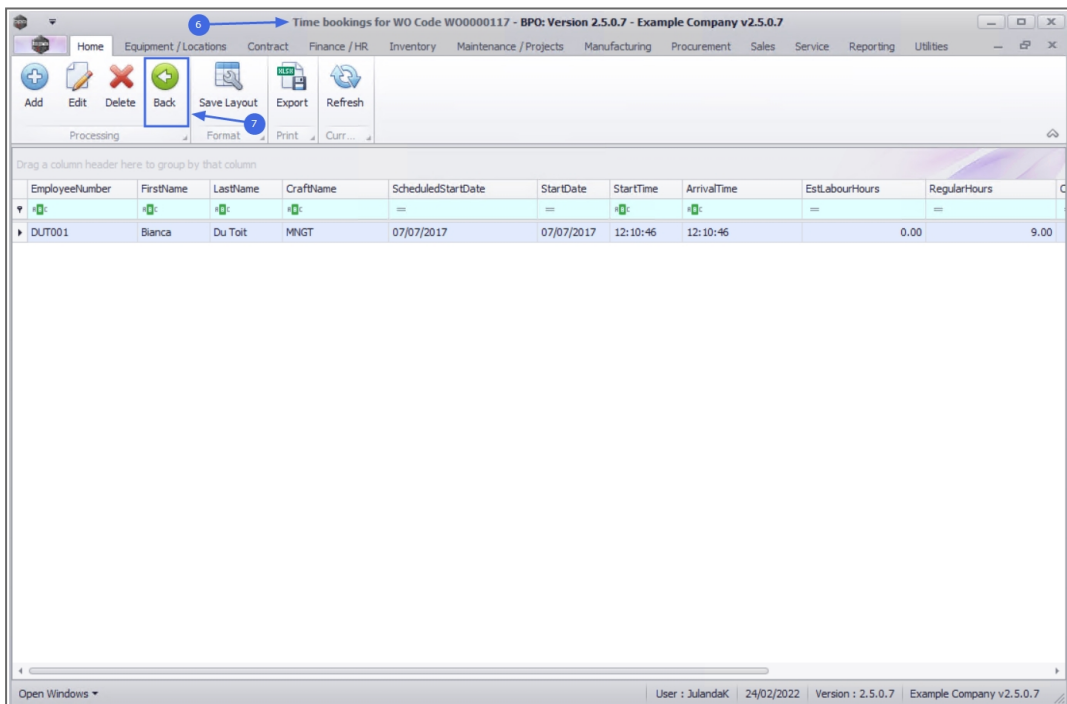 6
Time bookings for WO Code WO0000117 - BPO: Version 2.5.0.7 - Example Company v2.5.0.7
Home Equipment / Locations Contract Finance / HR Inventory Maintenance / Projects Manufacturing Procurement Sales Service Reporting Utilities
XLSX
Add Edit Delete Back Save Layout Export Refresh
7
Processing Format Print Curr...
Drag a column header here to group by that column
EmployeeNumber FirstName LastName CraftName ScheduledStartDate StartDate StartTime ArrivalTime EstLabourHours RegularHours
= = = =
DUT001 Bianca Du Toit MNGT 07/07/2017 07/07/2017 12:10:46 12:10:46 0.00 9.00
Open Windows User : JulandaK 24/02/2022 Version : 2.5.0.7 Example Company v2.5.0.7